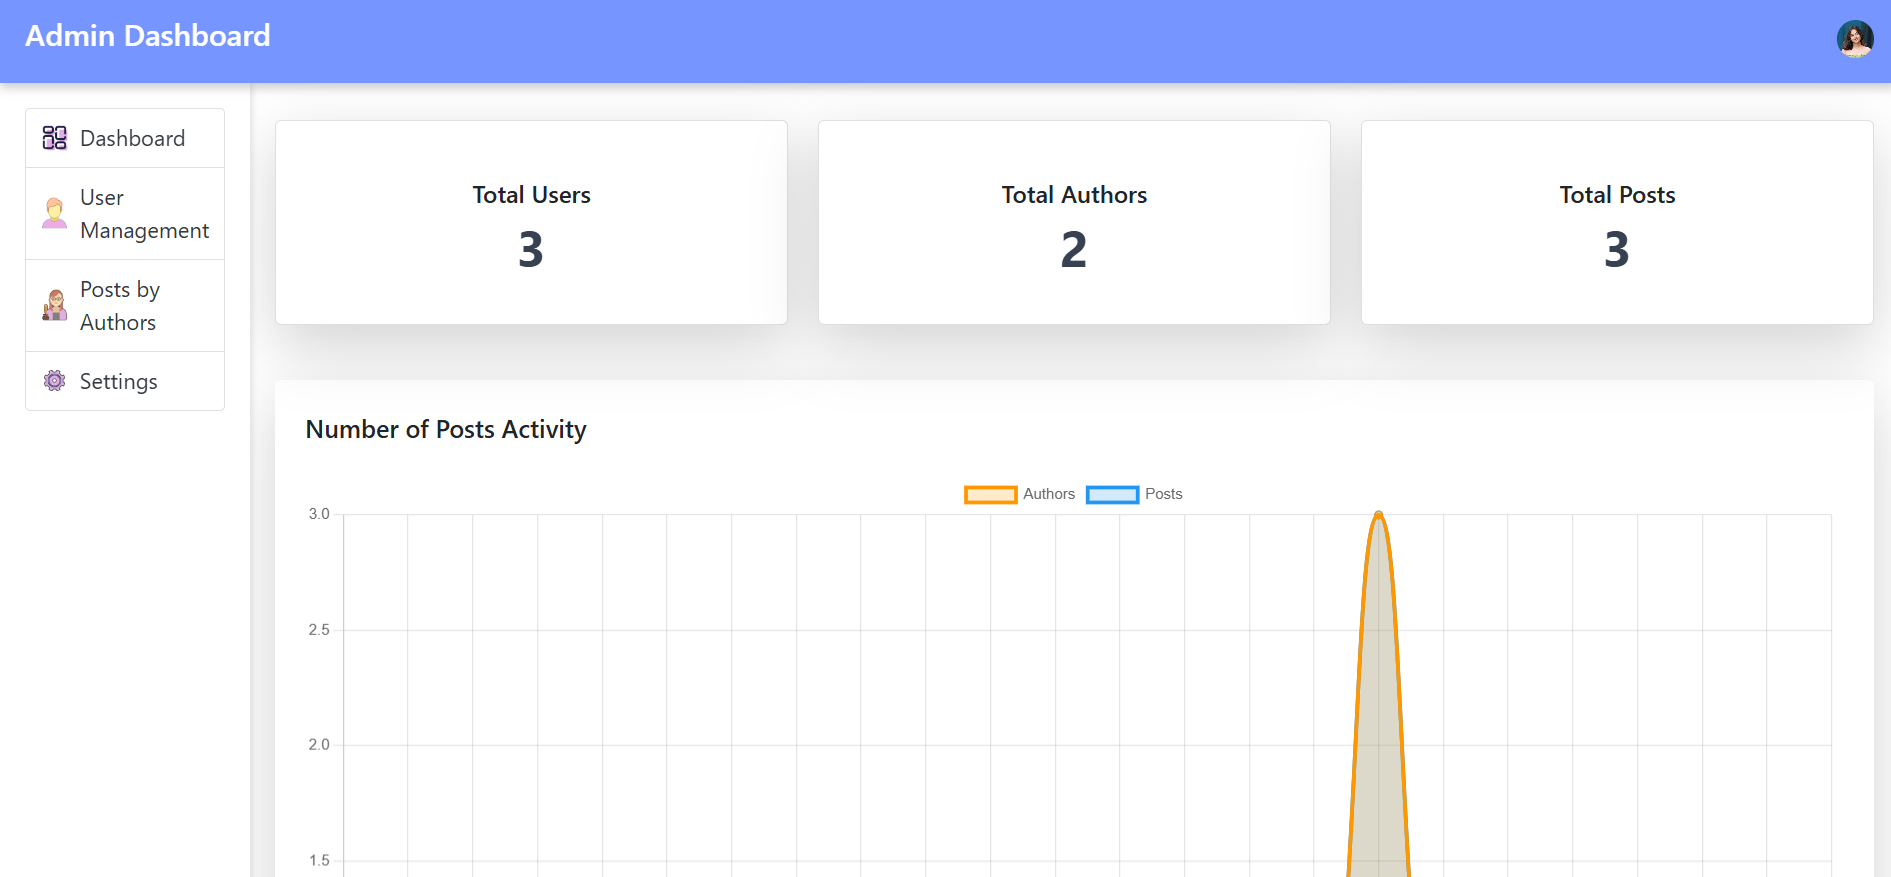 Admin Dashboard
Dashboard
User
Management
Posts by
Authors
Settings
Total Users
3
Total Authors
2
Total Posts
3
Number of Posts Activity
Authors Posts
3.0
2.5
2.0
1.5